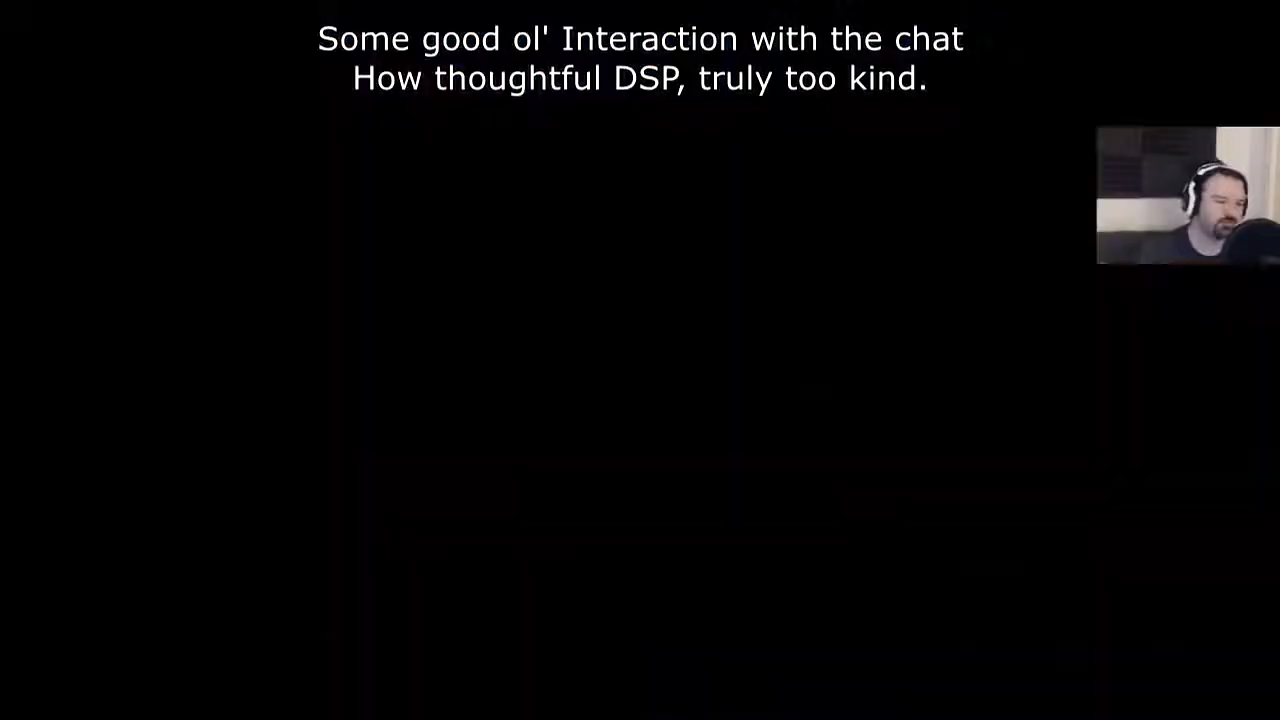 Some good ol' Interaction with the chat
How thoughtful DSP, truly too kind.